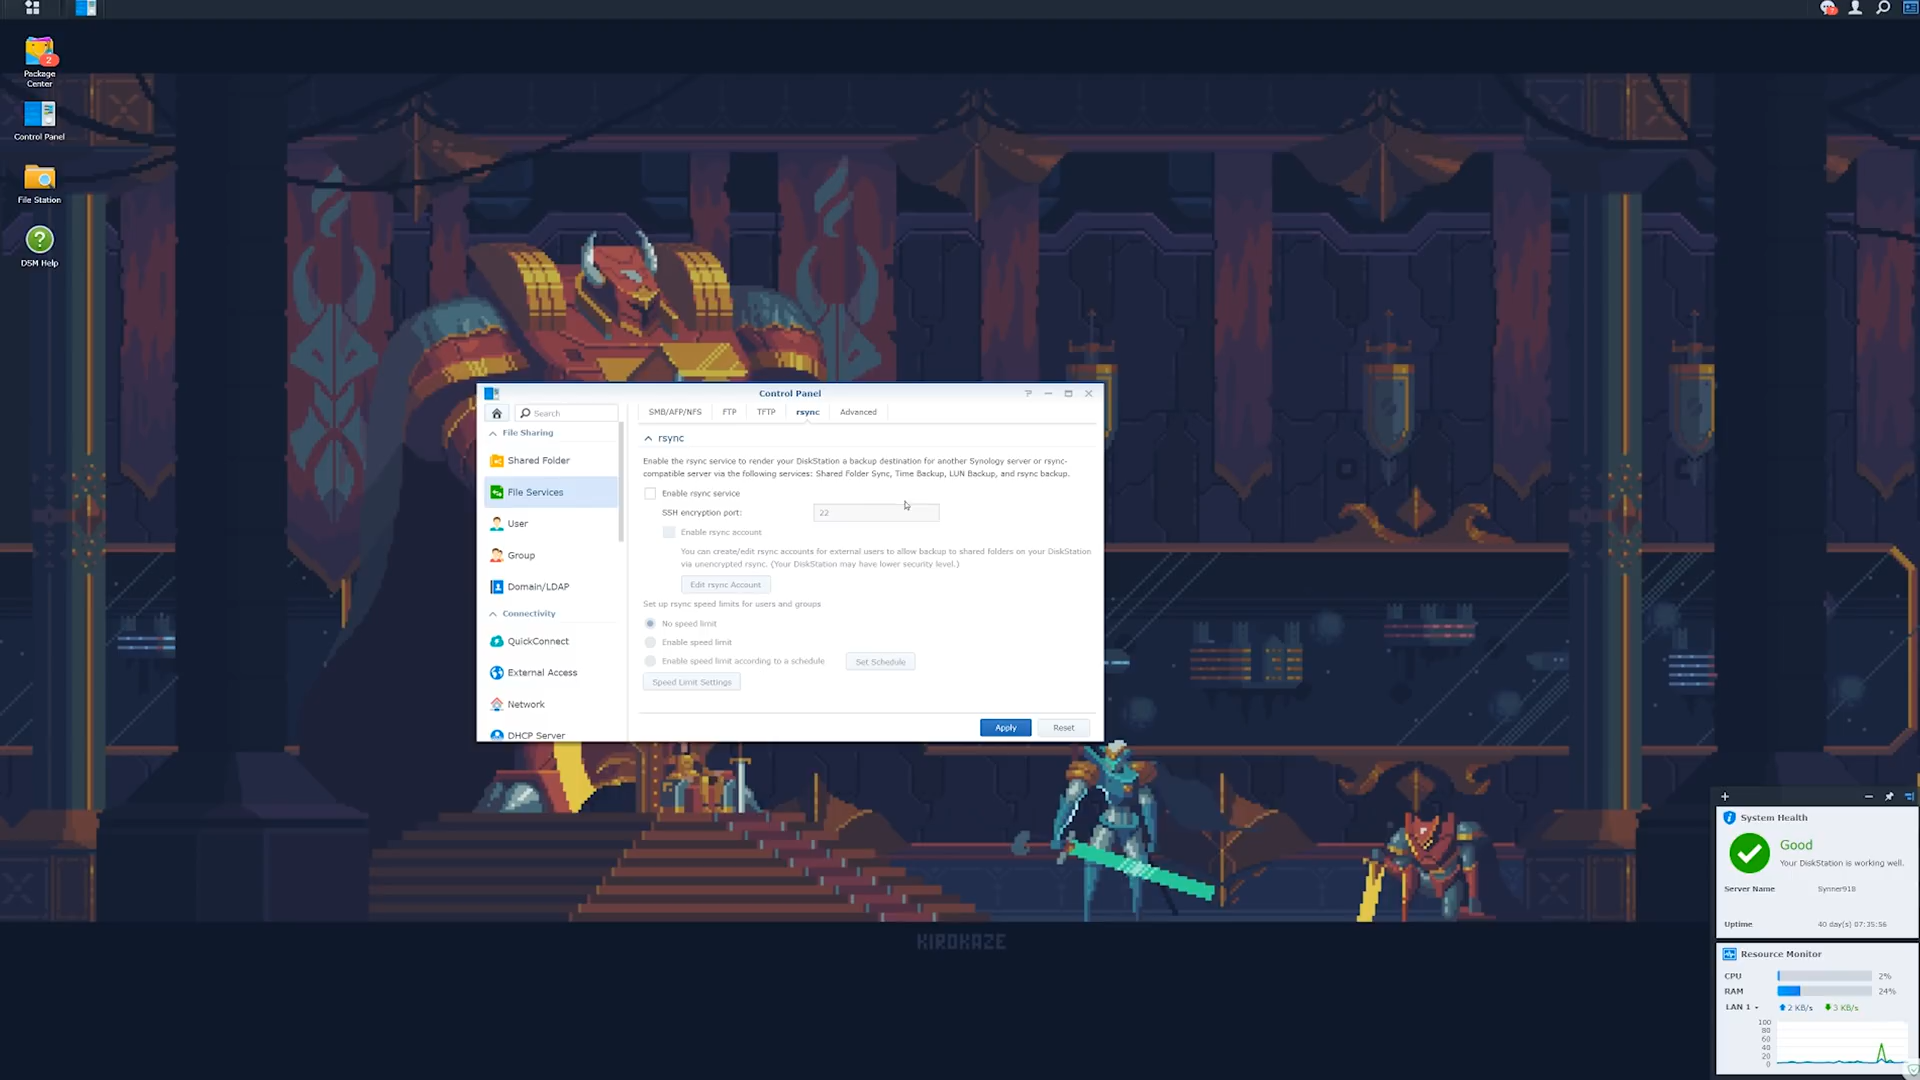 Package
Center
2
Control Panel
File Station
DSM Help
Control Panel
Search
SMB/AFP/NFS
FTP
TFTP
rsync
Advanced
File Sharing
Shared Folder
File Services
User
Group
Domain/LDAP
Connectivity
QuickConnect
External Access
Network
DHCP Server
rsync
Enable the rsync service to render your DiskStation a backup destination for another Synology server or rsync-
compatible server via the following services: Shared Folder Sync, Time Backup, LUN Backup, and rsync backup.
Enable rsync service
SSH encryption port:
22
Enable rsync account
You can create/edit rsync accounts for external users to allow backup to shared folders on your DiskStation
via unencrypted rsync. (Your DiskStation may have lower security level.)
Edit rsync Account
Set up rsync speed limits for users and groups
No speed limit
Enable speed limit
Enable speed limit according to a schedule
Set Schedule
Speed Limit Settings
Apply
Reset
KIROKAZE
System Health
Good
Your DiskStation is working well.
Server Name
Synner918
Uptime
40 day(s) 07:35:56
Resource Monitor
CPU
2%
RAM
24%
LAN 1
2 KB/s
3 KB/s
100
80
60
40
20
0